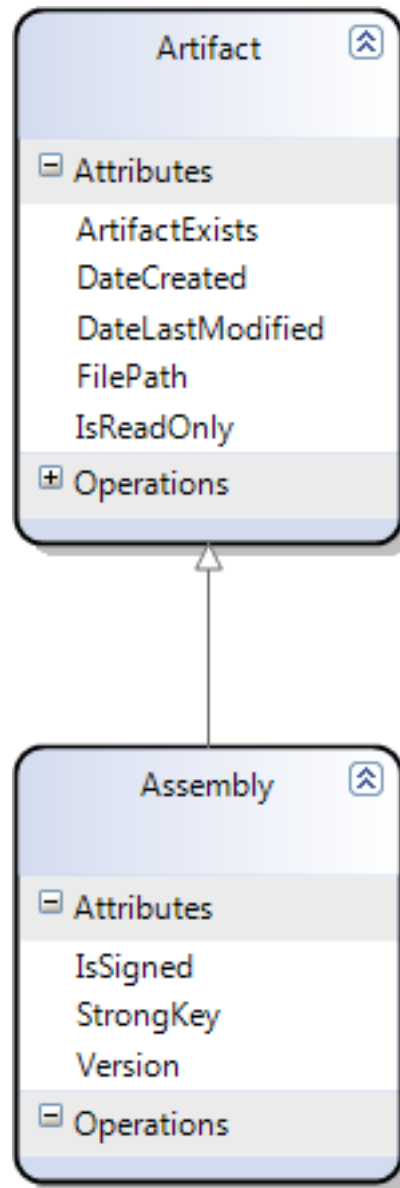 Artifact
Attributes
ArtifactExists
DateCreated
DateLastModified
FilePath
IsReadOnly
Operations
Assembly
Attributes
IsSigned
StrongKey
Version
Operations